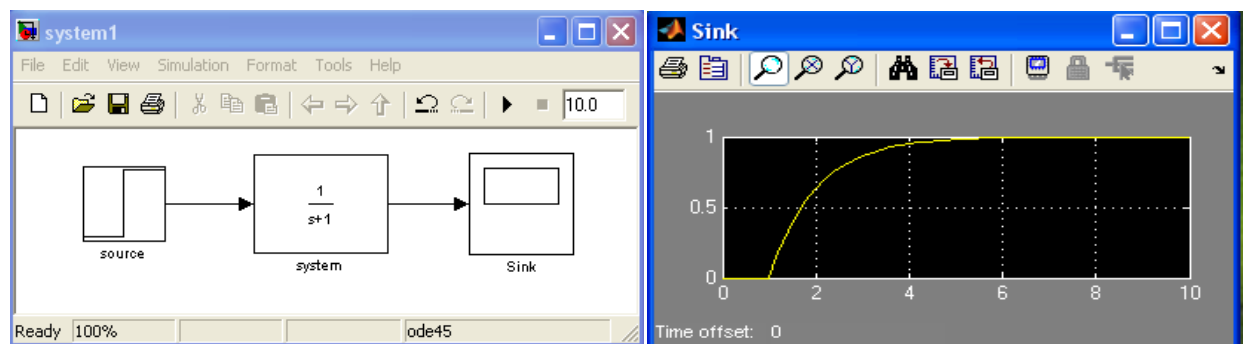 system1
File Edit View Simulation Format Tools Help
10.0
1
s+1
source
system
Sink
Ready 100% ode45
Sink
1
0.5
0
0 2 4 6 8 10
Time offset: 0